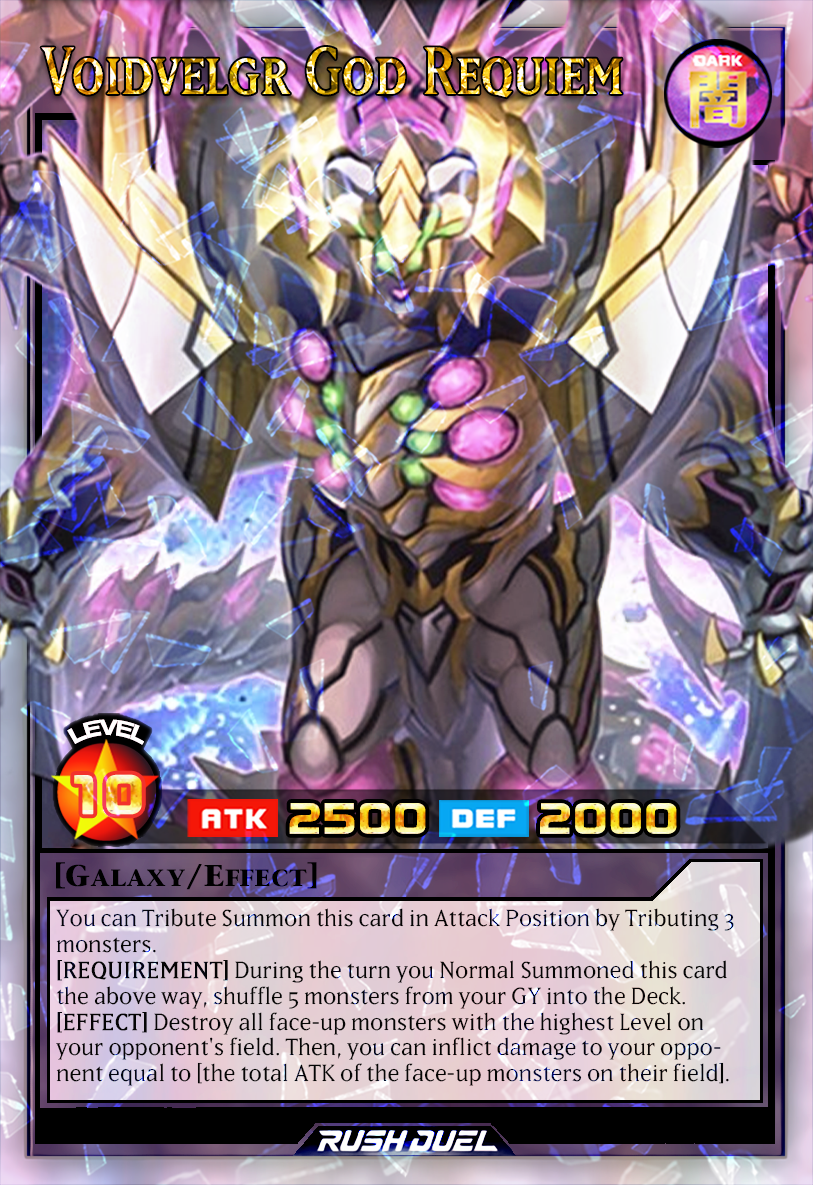 VOIDVELGR GOD REQUIEM
DARK
闇
LEVEL
10
ATK 2500 DEF 2000
[GALAXY/EFFECT]
You can Tribute Summon this card in Attack Position by Tributing 3
monsters.
[REQUIREMENT] During the turn you Normal Summoned this card
the above way, shuffle 5 monsters from your GY into the Deck.
[EFFECT] Destroy all face-up monsters with the highest Level on
your opponent's field. Then, you can inflict damage to your oppo-
nent equal to [the total ATK of the face-up monsters on their field].
RUSH DUEL